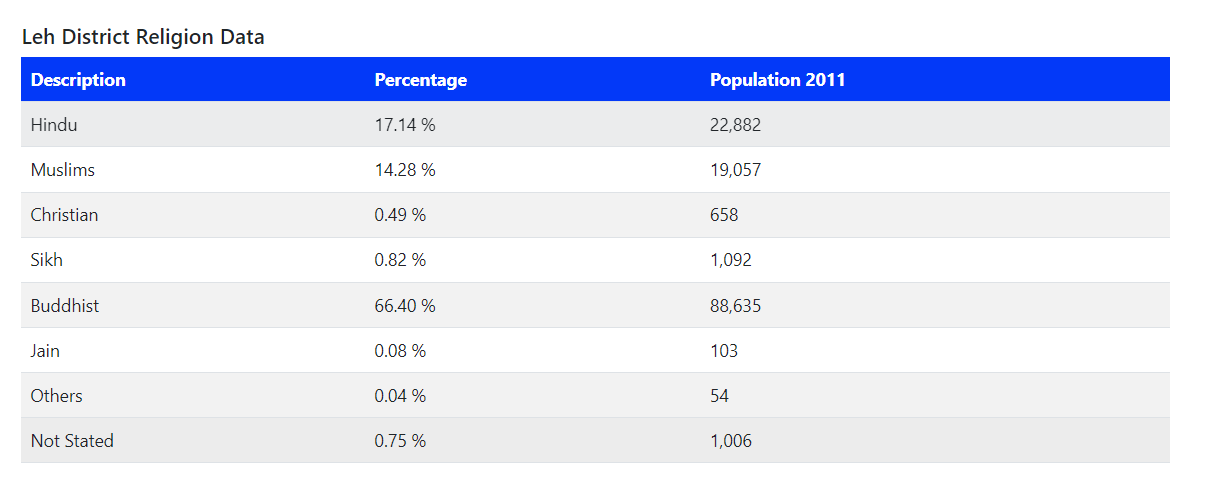 Leh District Religion Data
Description Percentage Population 2011
Hindu 17.14 % 22,882
Muslims 14.28 % 19,057
Christian 0.49 % 658
Sikh 0.82 % 1,092
Buddhist 66.40 % 88,635
Jain 0.08 % 103
Others 0.04 % 54
Not Stated 0.75 % 1,006